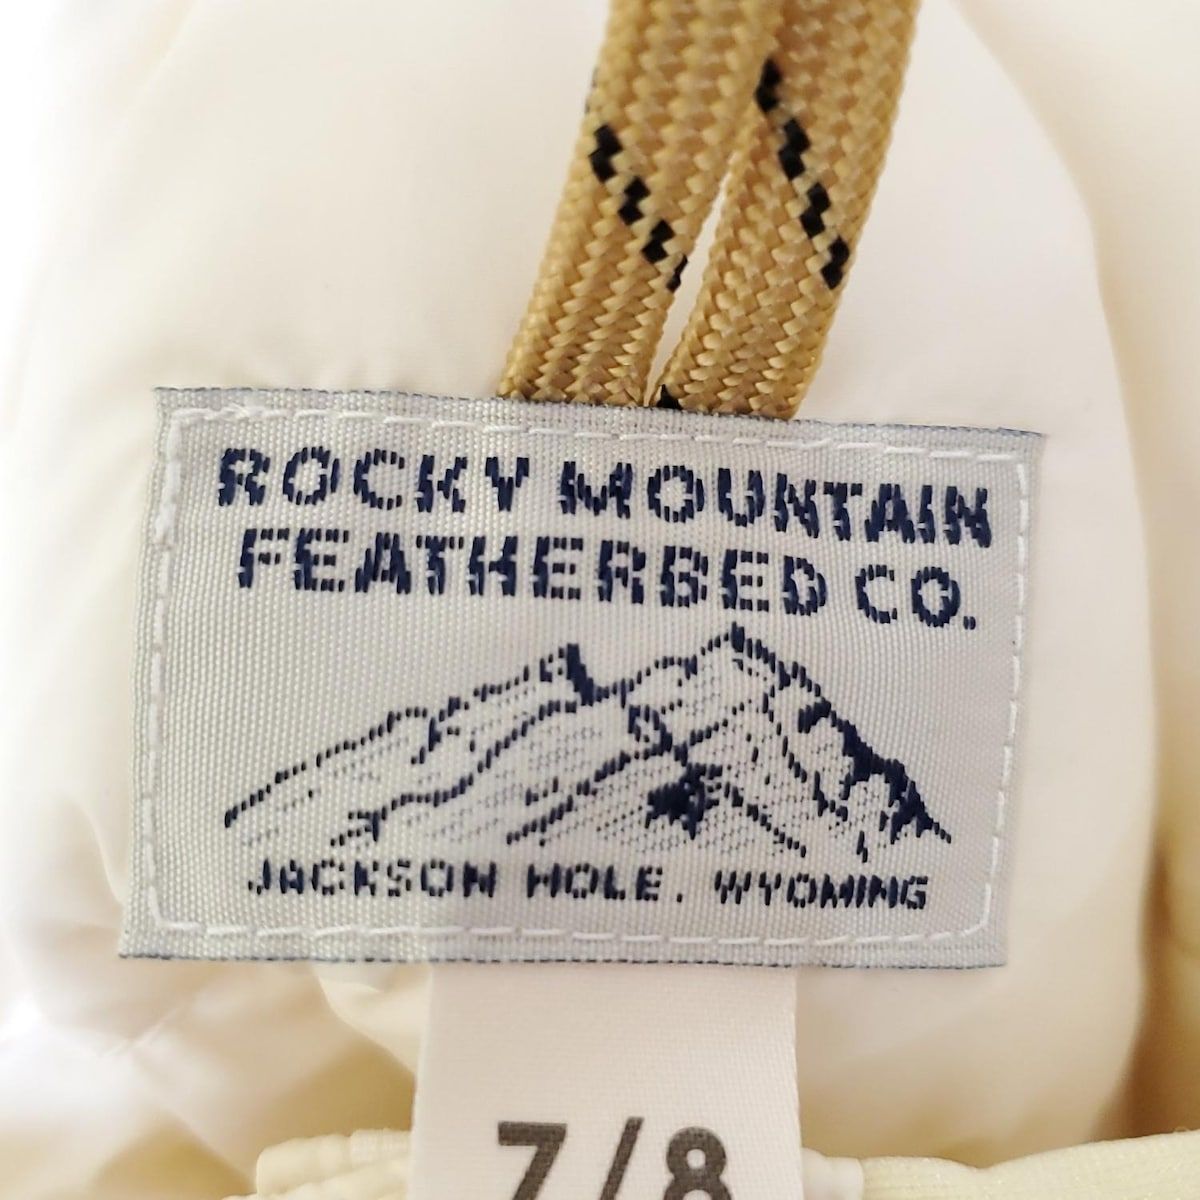 ROCKY MOUNTAIN
FEATHERBED CO.
JACKSON HOLE. WYOMING
7/8